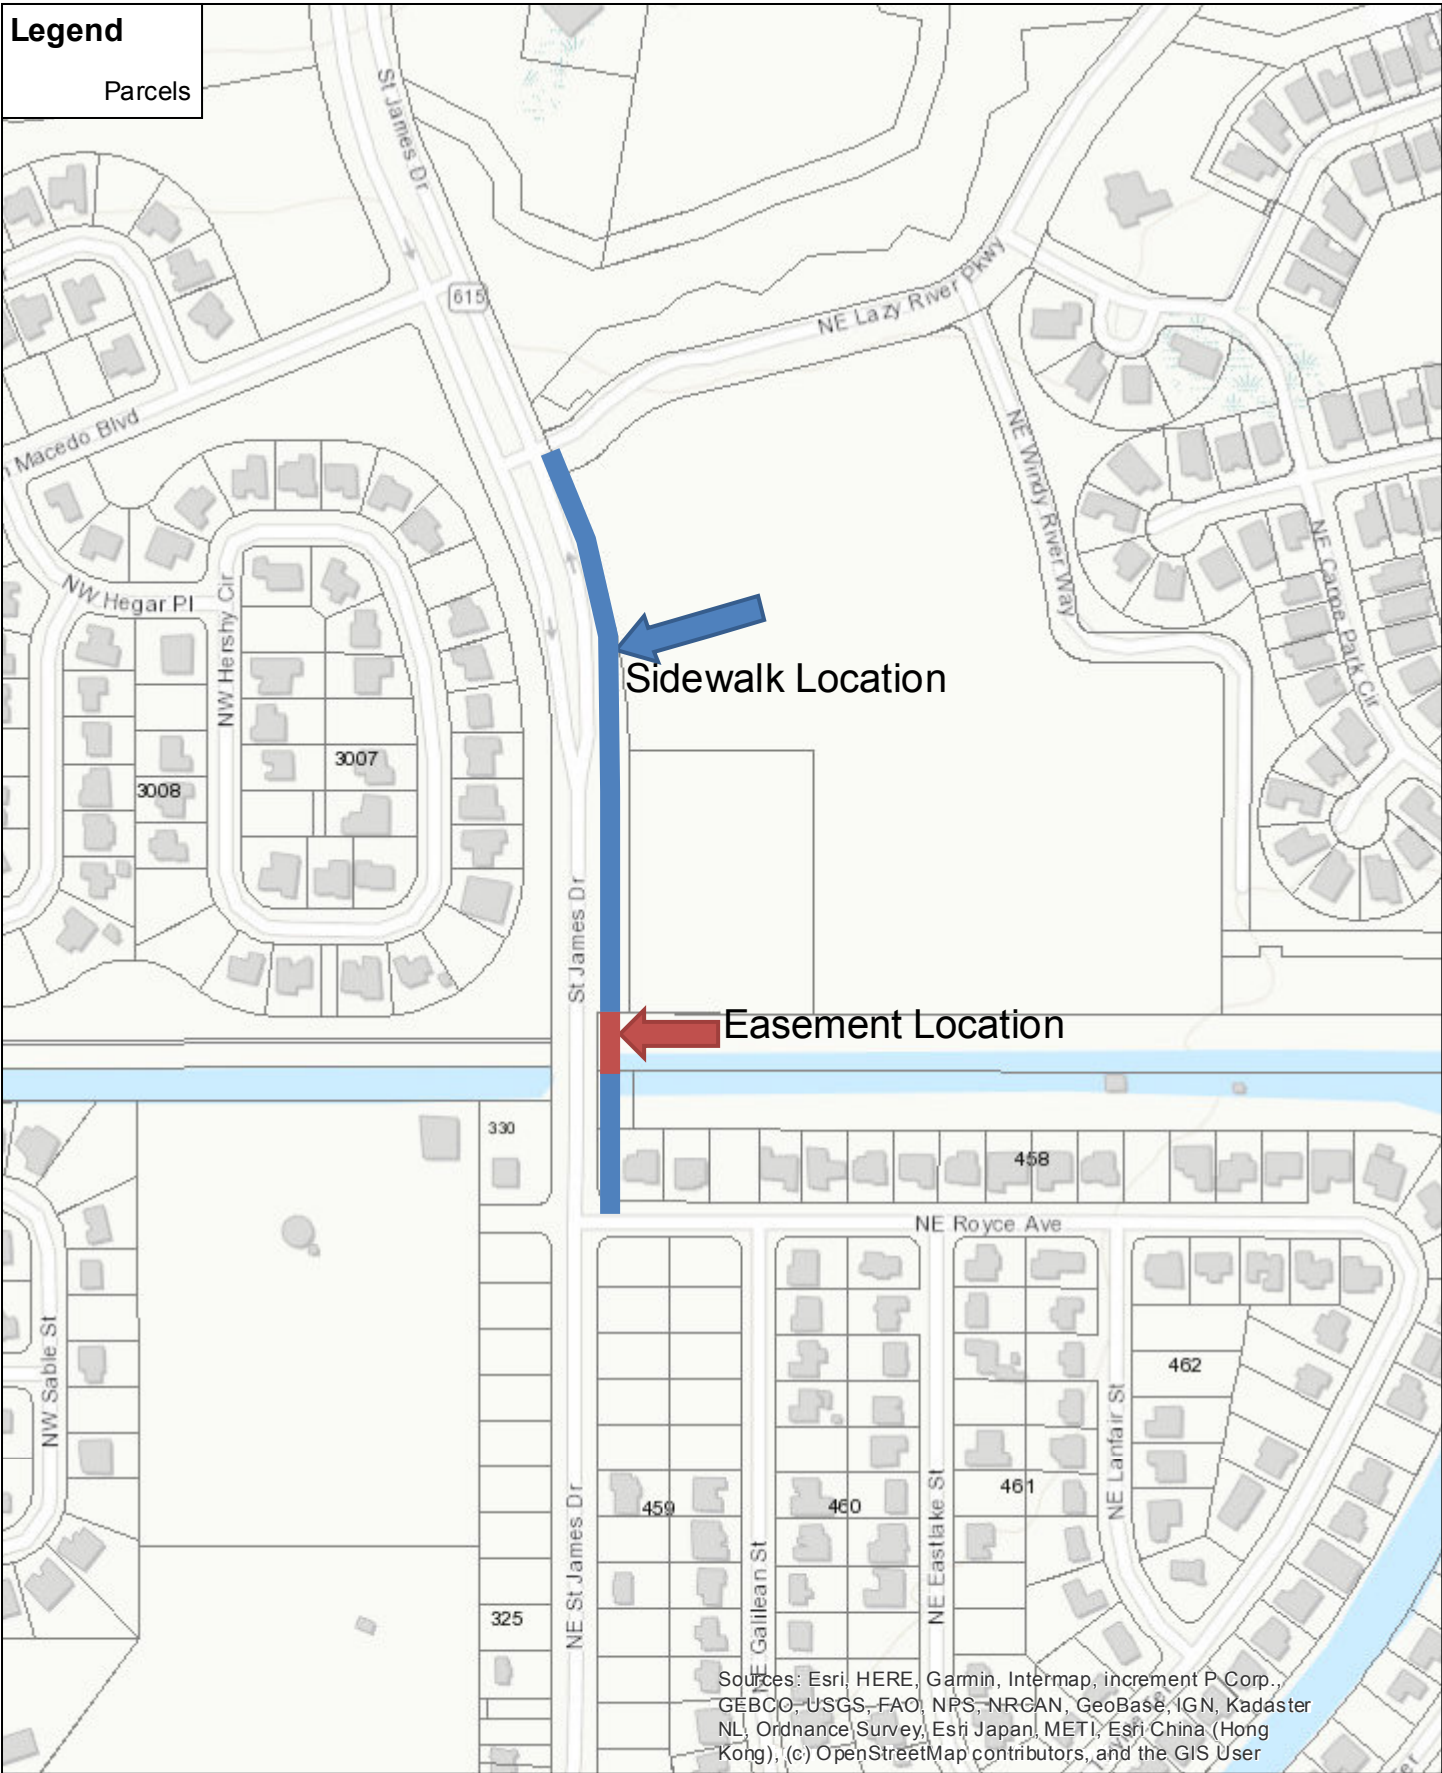 Legend
Parcels
St James Dr
615
NE Lazy River Pkwy
Macedo Blvd
NE Windy River Way
NW Hegar Pl
NW Hershy Cir
Park Cir
Sidewalk Location
3007
3008
St James Dr
Easement Location
330
458
NE Royce Ave
NW Sable St
462
NE Lanfair St
459
460
461
NE Eastlake St
NE St James Dr
NE Galilean St
325
Sources: Esri, HERE, Garmin, Intermap, increment P Corp.,
GEBCO, USGS, FAO, NPS, NRCAN, GeoBase, IGN, Kadaster
NL, Ordnance Survey, Esri Japan, METI, Esri China (Hong
Kong), (c) OpenStreetMap contributors, and the GIS User